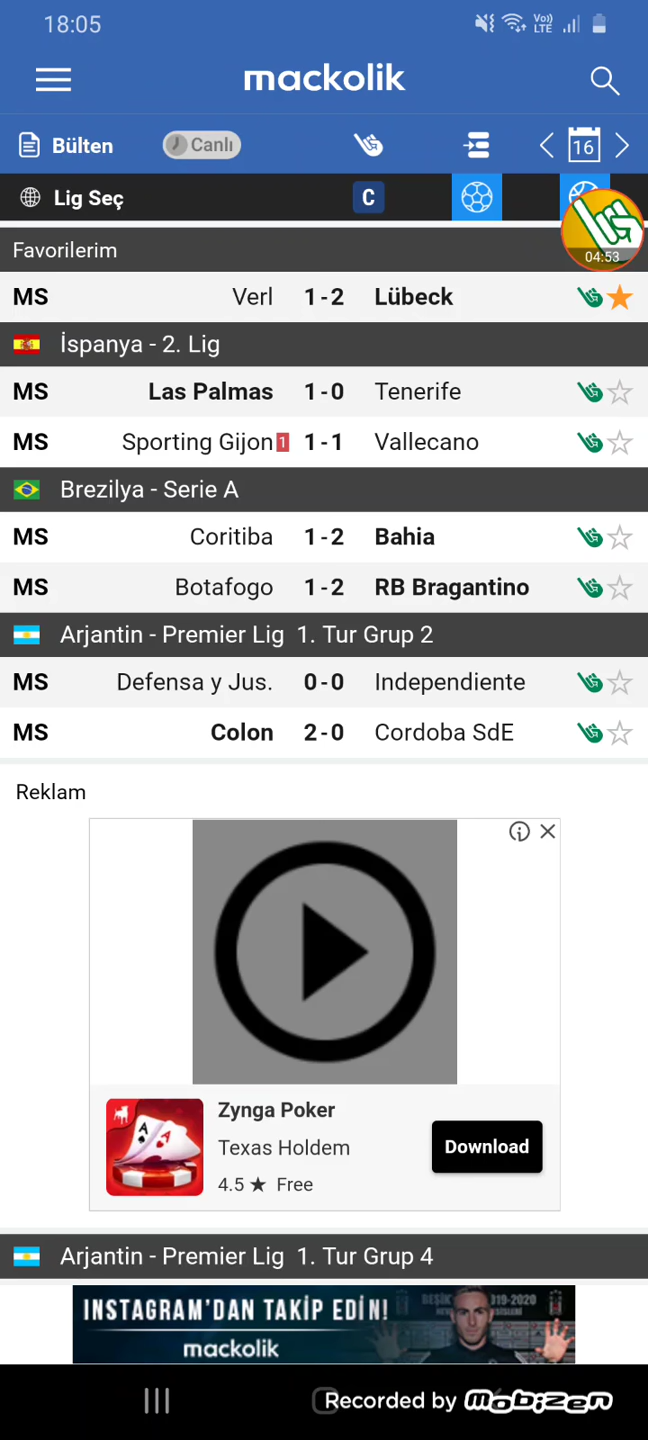 18:05
Vo))
LTE
mackolik
Bülten
Canlı
16
Lig Seç
C
04:53
Favorilerim
MS Verl 1 - 2 Lübeck
İspanya - 2. Lig
MS Las Palmas 1 - 0 Tenerife
MS Sporting Gijon 1 1 - 1 Vallecano
Brezilya - Serie A
MS Coritiba 1 - 2 Bahia
MS Botafogo 1 - 2 RB Bragantino
Arjantin - Premier Lig 1. Tur Grup 2
MS Defensa y Jus. 0 - 0 Independiente
MS Colon 2 - 0 Cordoba SdE
Reklam
Zynga Poker
Texas Holdem
4.5 ★ Free
Download
Arjantin - Premier Lig 1. Tur Grup 4
INSTAGRAM'DAN TAKİP EDİN!
mackolik
Recorded by MOBIZEN